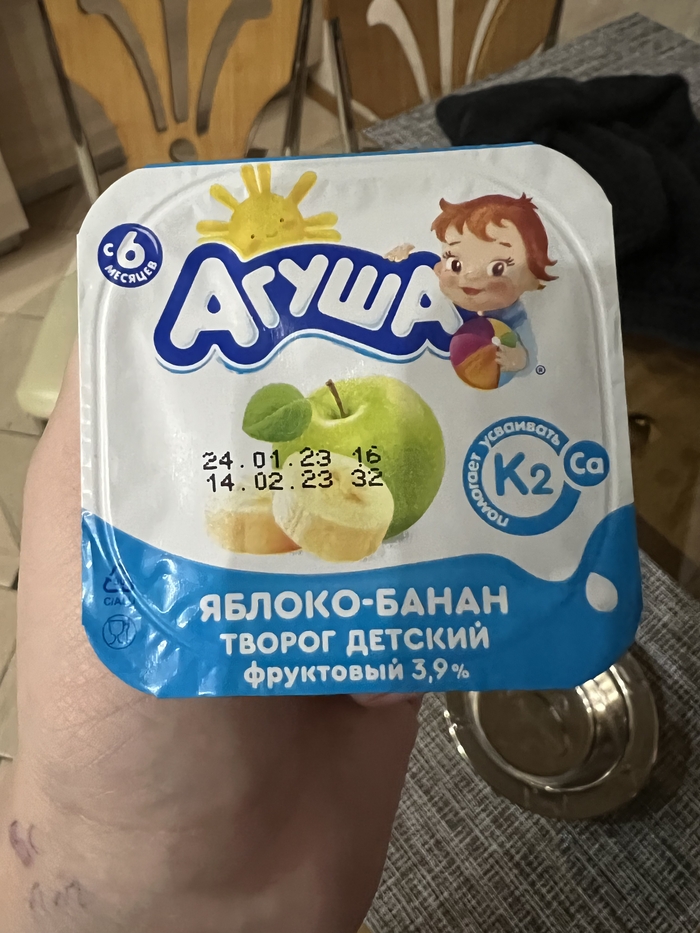 с 6 месяцев
Агуша
®
24.01.23 16
14.02.23 32
помогает усваивать
K2
Ca
C/ALU
ЯБЛОКО-БАНАН
ТВОРОГ ДЕТСКИЙ
фруктовый 3,9%